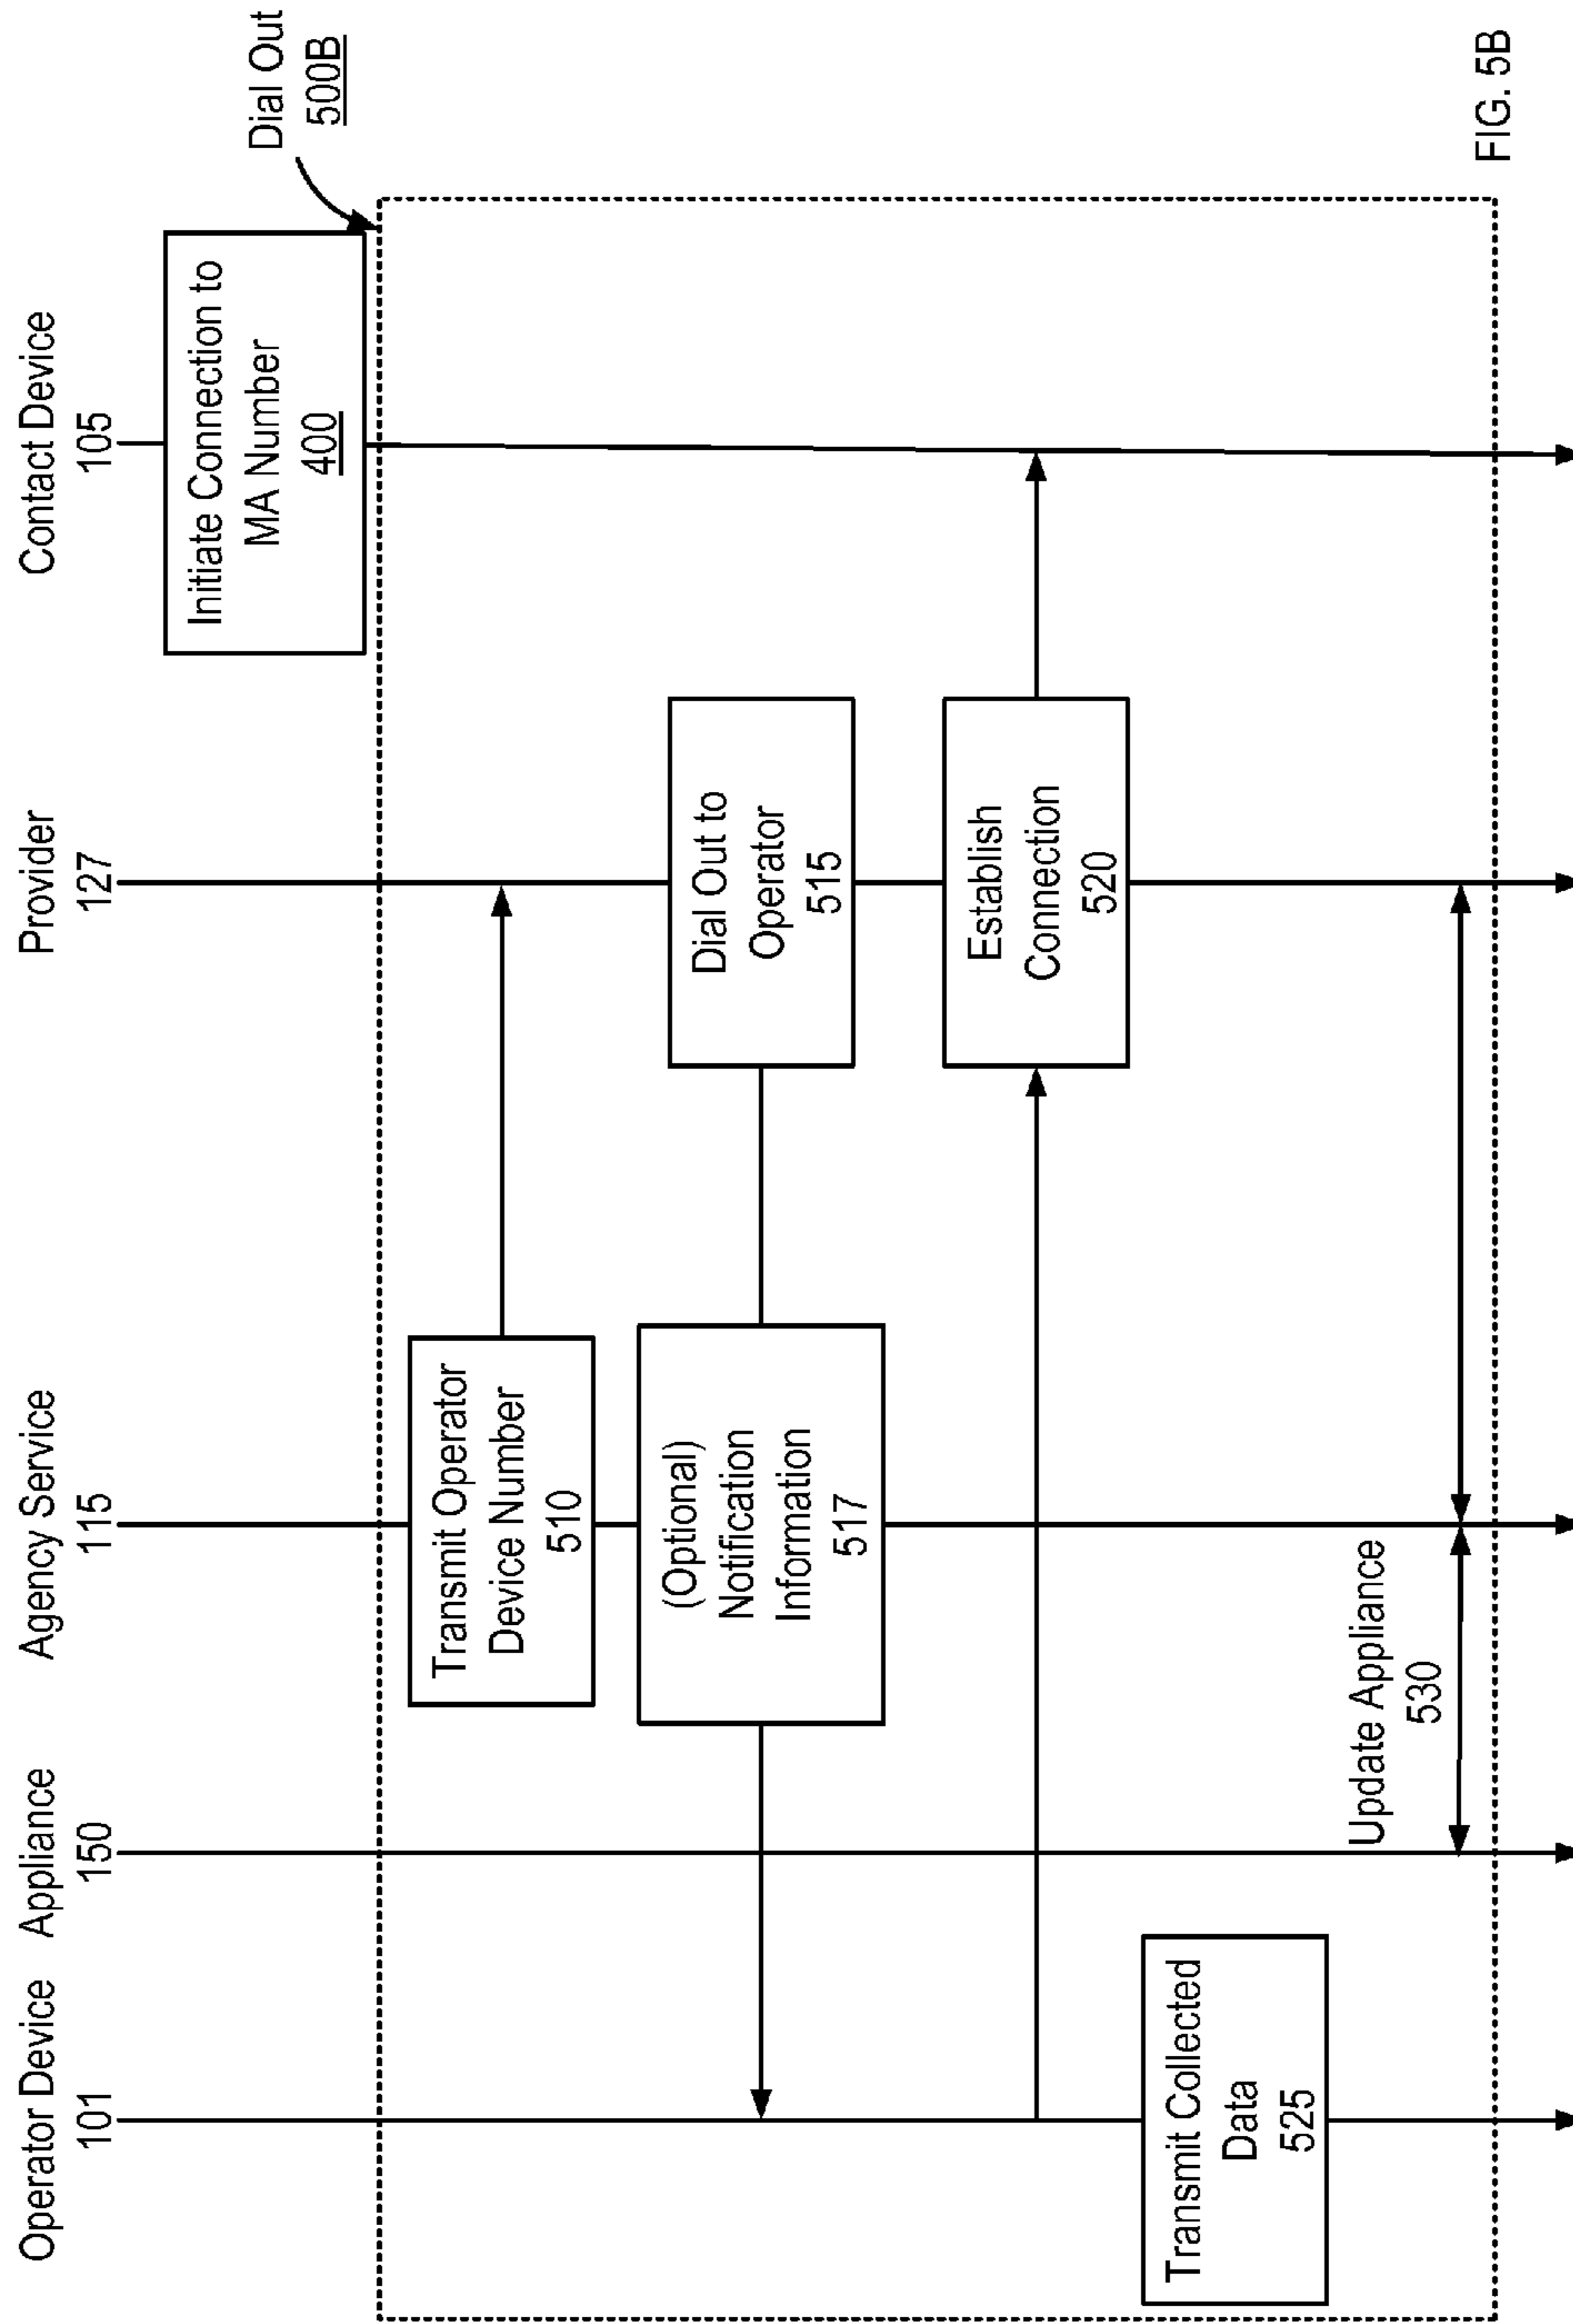 Operator Device
101
Appliance
150
Agency Service
115
Provider
127
Contact Device
105
Initiate Connection to
MA Number
400
Dial Out
500B
Transmit Operator
Device Number
510
(Optional)
Notification
Information
517
Dial Out to
Operator
515
Establish
Connection
520
Transmit Collected
Data
525
Update Appliance
530
FIG. 5B